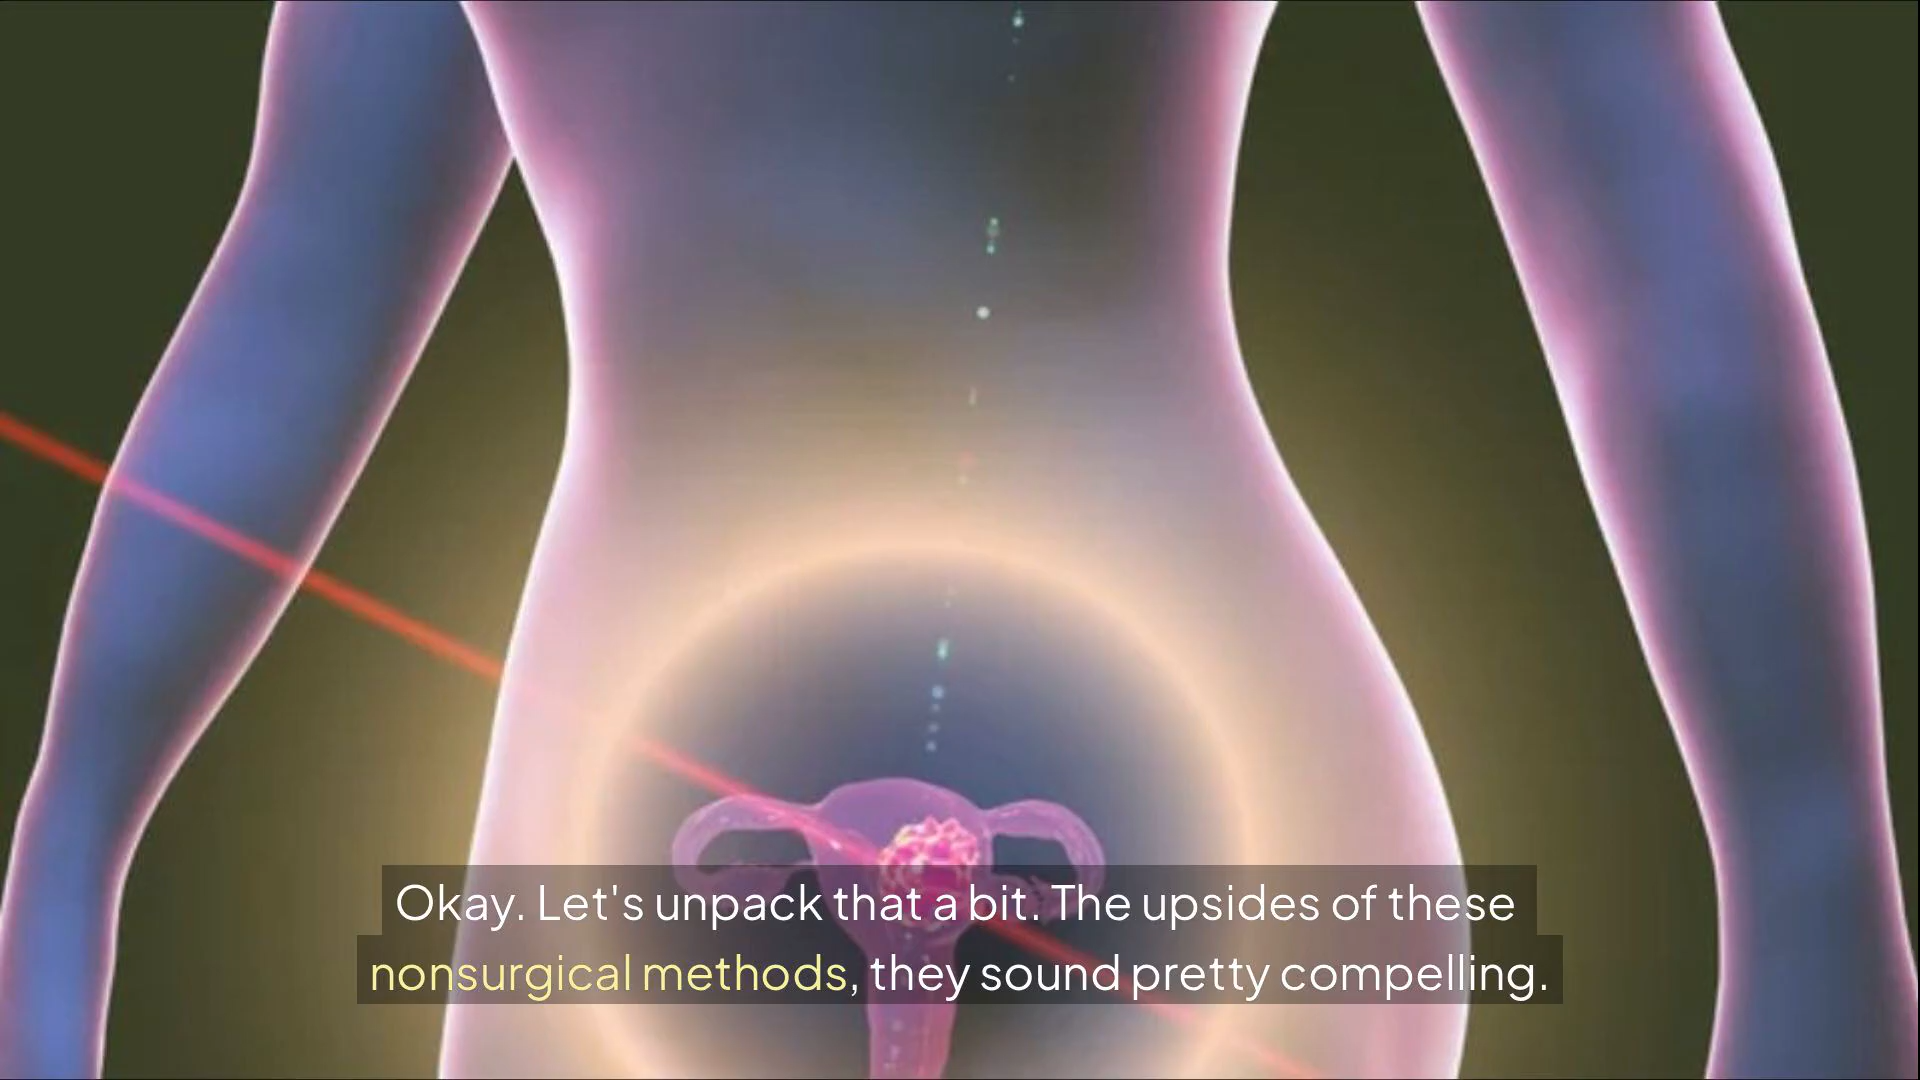 Okay. Let's unpack that a bit. The upsides of these
nonsurgical methods, they sound pretty compelling.